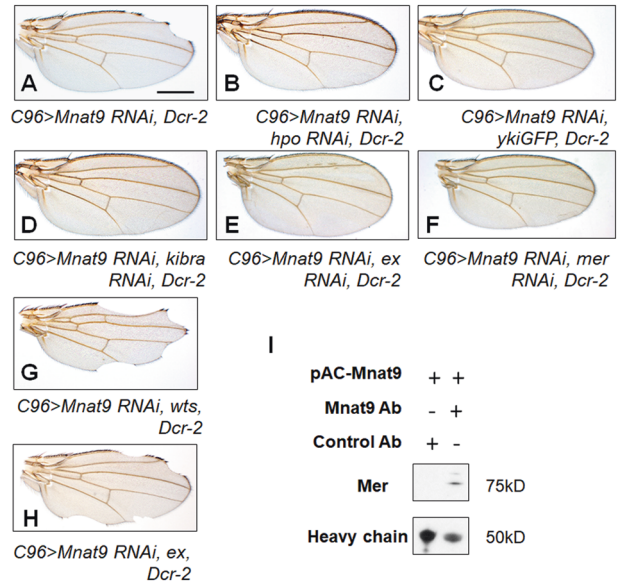 A
B
C
C96>Mnat9 RNAi, Dcr-2
C96>Mnat9 RNAi,
hpo RNAi, Dcr-2
C96>Mnat9 RNAi,
ykiGFP, Dcr-2
D
E
F
C96>Mnat9 RNAi, kibra
RNAi, Dcr-2
C96>Mnat9 RNAi, ex
RNAi, Dcr-2
C96>Mnat9 RNAi, mer
RNAi, Dcr-2
G
C96>Mnat9 RNAi, wts,
Dcr-2
H
C96>Mnat9 RNAi, ex,
Dcr-2
I
pAC-Mnat9 + +
Mnat9 Ab - +
Control Ab + -
Mer 75kD
Heavy chain 50kD